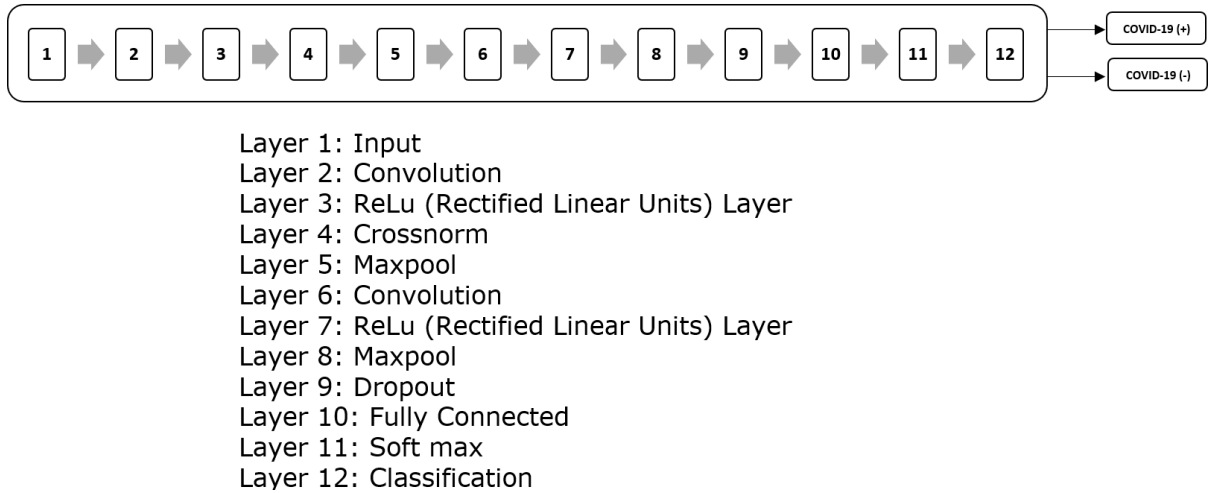 1 2 3 4 5 6 7 8 9 10 11 12
COVID-19 (+)
COVID-19 (-)
Layer 1: Input
Layer 2: Convolution
Layer 3: ReLu (Rectified Linear Units) Layer
Layer 4: Crossnorm
Layer 5: Maxpool
Layer 6: Convolution
Layer 7: ReLu (Rectified Linear Units) Layer
Layer 8: Maxpool
Layer 9: Dropout
Layer 10: Fully Connected
Layer 11: Soft max
Layer 12: Classification